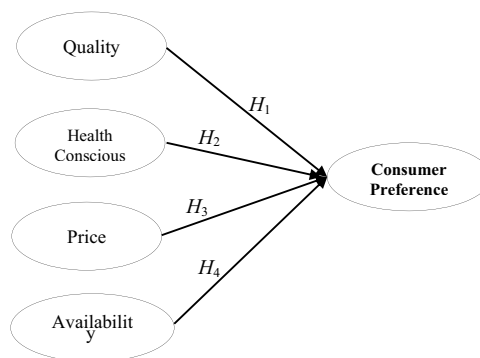 Quality
H1
Health
Conscious
H2
Consumer
Preference
H3
Price
H4
Availabilit
y